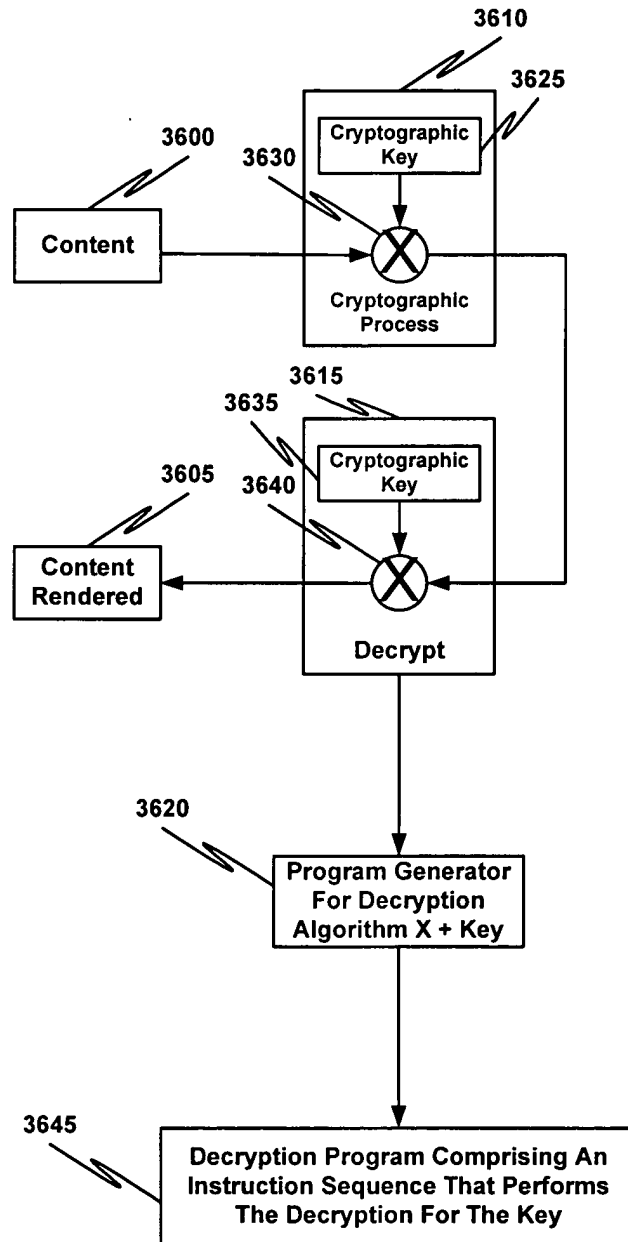 3610
3625
Cryptographic
Key
3600
3630
Content
X
Cryptographic
Process
3615
3635
Cryptographic
Key
3605
3640
Content
Rendered
X
Decrypt
3620
Program Generator
For Decryption
Algorithm X + Key
3645
Decryption Program Comprising An
Instruction Sequence That Performs
The Decryption For The Key